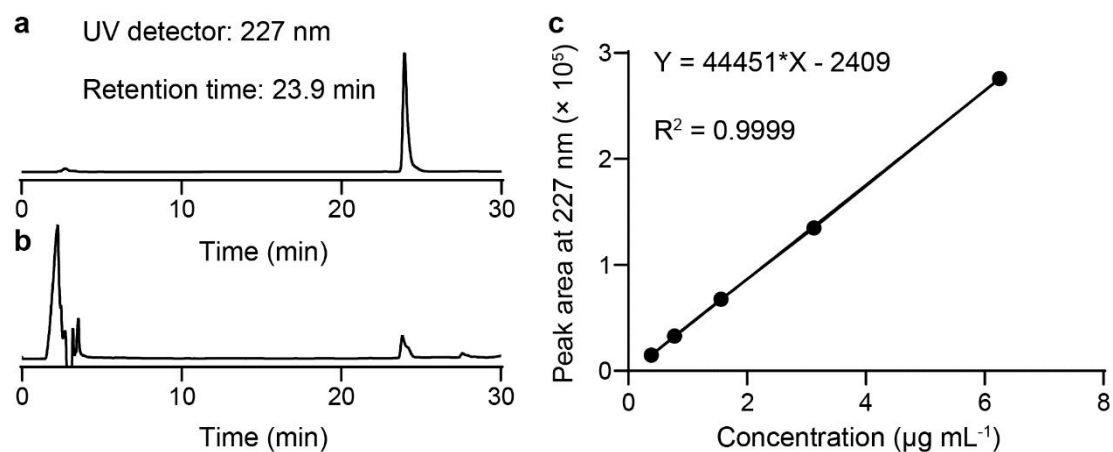 a
UV detector: 227 nm
Retention time: 23.9 min
0 10 20 30
Time (min)
b
0 10 20 30
Time (min)
c
Y = 44451*X - 2409
R² = 0.9999
Peak area at 227 nm (× 10⁵)
3
2
1
0
0 2 4 6 8
Concentration (µg mL⁻¹)